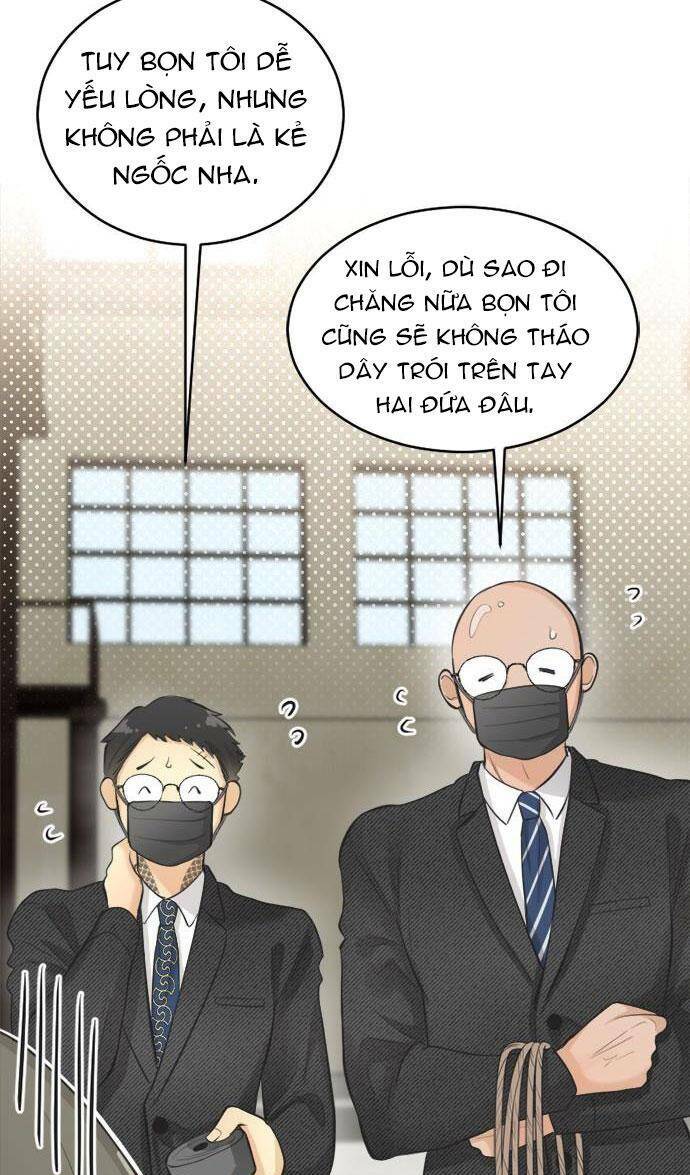 TUY BỌN TÔI DỄ
YẾU LÒNG, NHƯNG
KHÔNG PHẢI LÀ KẺ
NGỐC NHA.
XIN LỖI, DÙ SAO ĐI
CHĂNG NỮA BỌN TÔI
CŨNG SẼ KHÔNG THÁO
DÂY TRÓI TRÊN TAY
HAI ĐỨA ĐÂU.